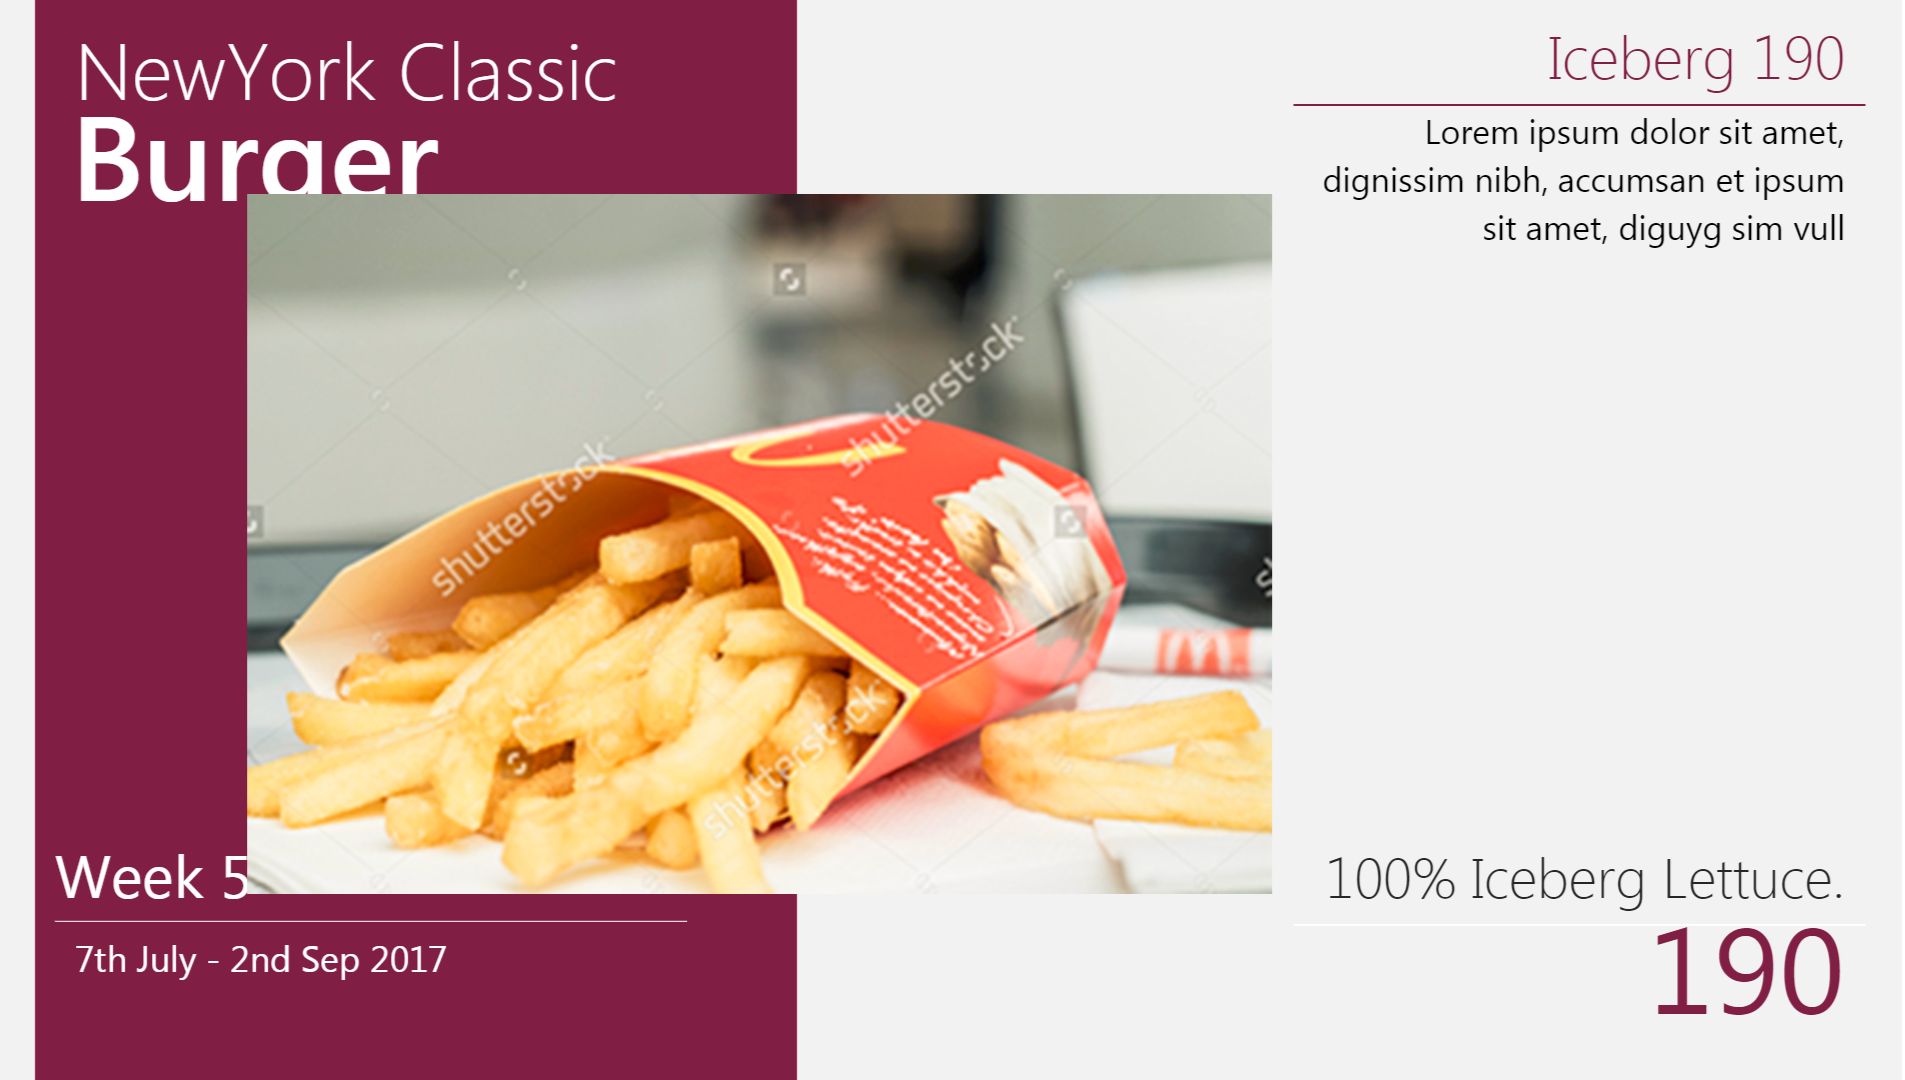 NewYork Classic
Burger
Iceberg 190
Lorem ipsum dolor sit amet,
dignissim nibh, accumsan et ipsum
sit amet, diguyg sim vull
shutterstock
shutterstock
shutterstock
Week 5
100% Iceberg Lettuce.
7th July - 2nd Sep 2017
190